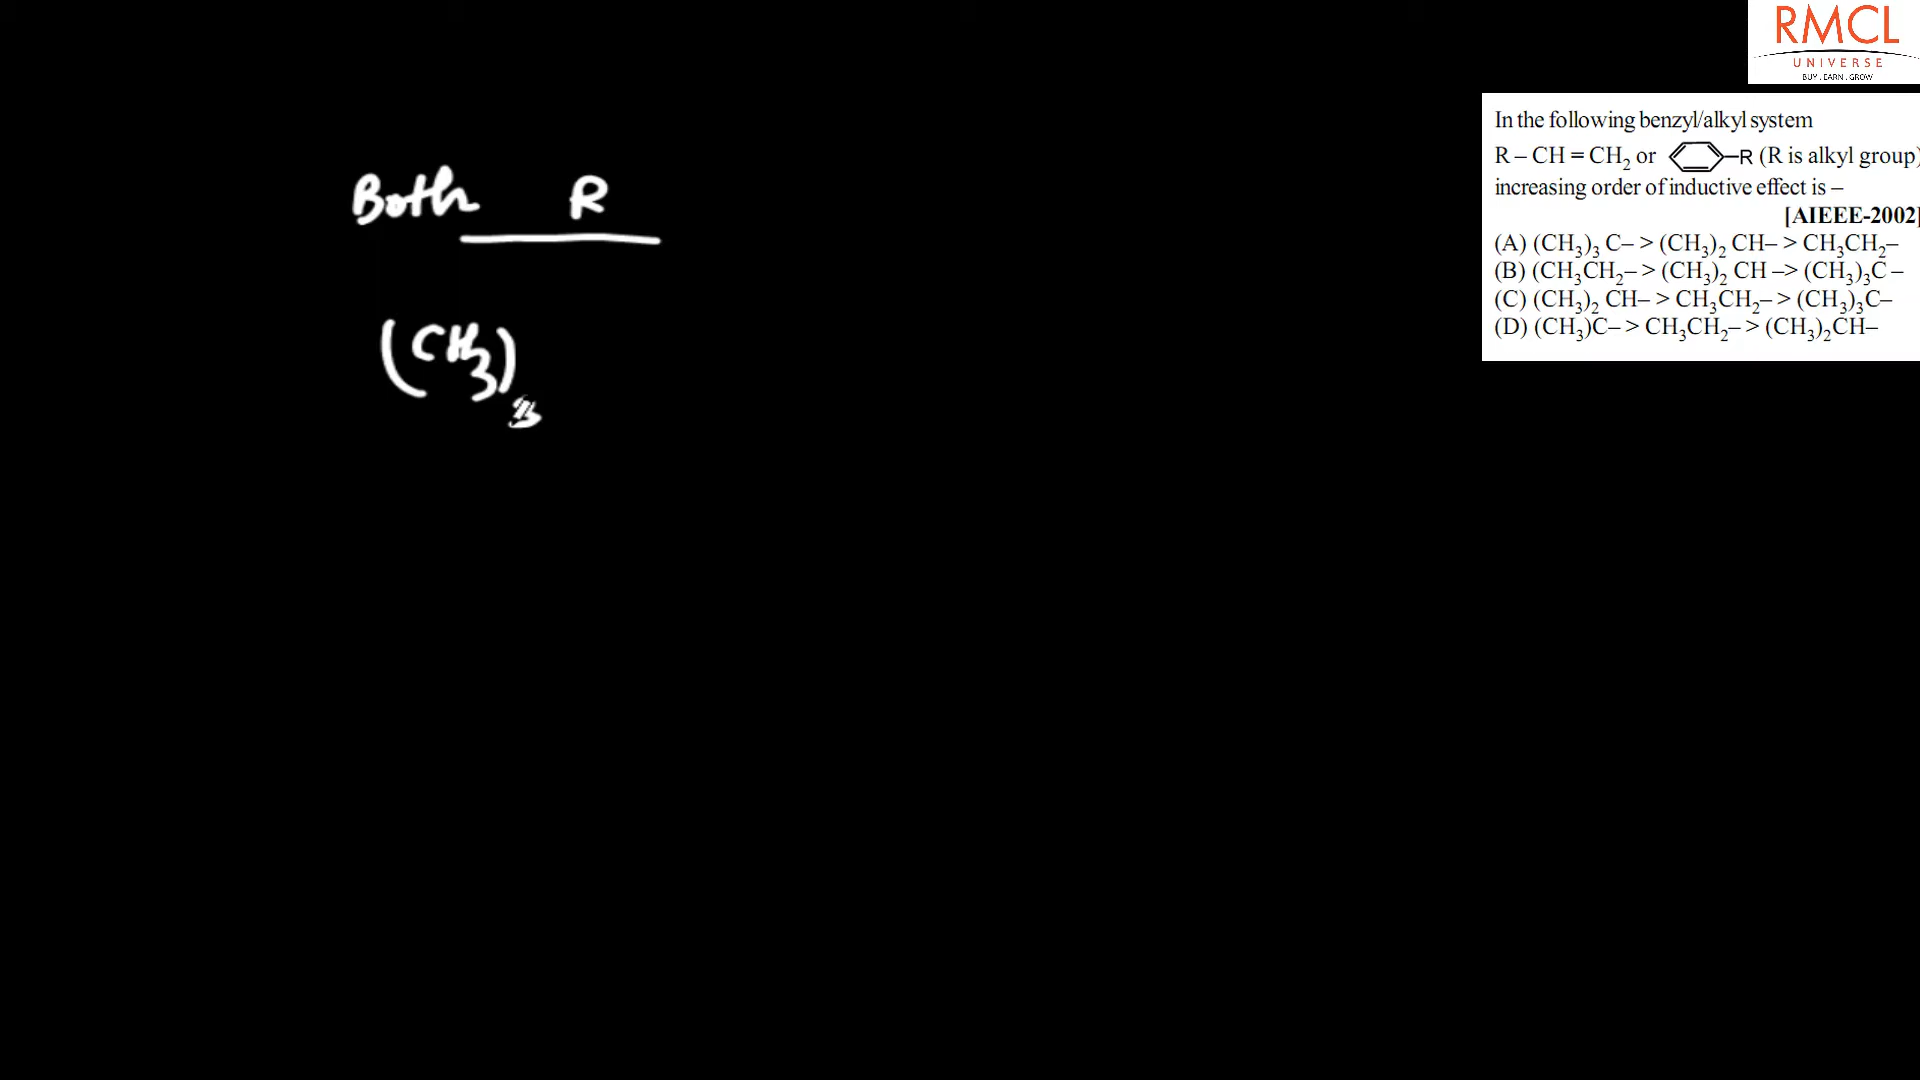 RMCL
UNIVERSE
BUY . EARN . GROW
In the following benzyl/alkyl system
R – CH = CH₂ or –R (R is alkyl group)
increasing order of inductive effect is –
[AIEEE-2002]
(A) (CH₃)₃ C– > (CH₃)₂ CH– > CH₃CH₂–
(B) (CH₃CH₂– > (CH₃)₂ CH –> (CH₃)₃C –
(C) (CH₃)₂ CH– > CH₃CH₂– > (CH₃)₃C–
(D) (CH₃)C– > CH₃CH₂– > (CH₃)₂CH–
Both R
(CH₃)₃